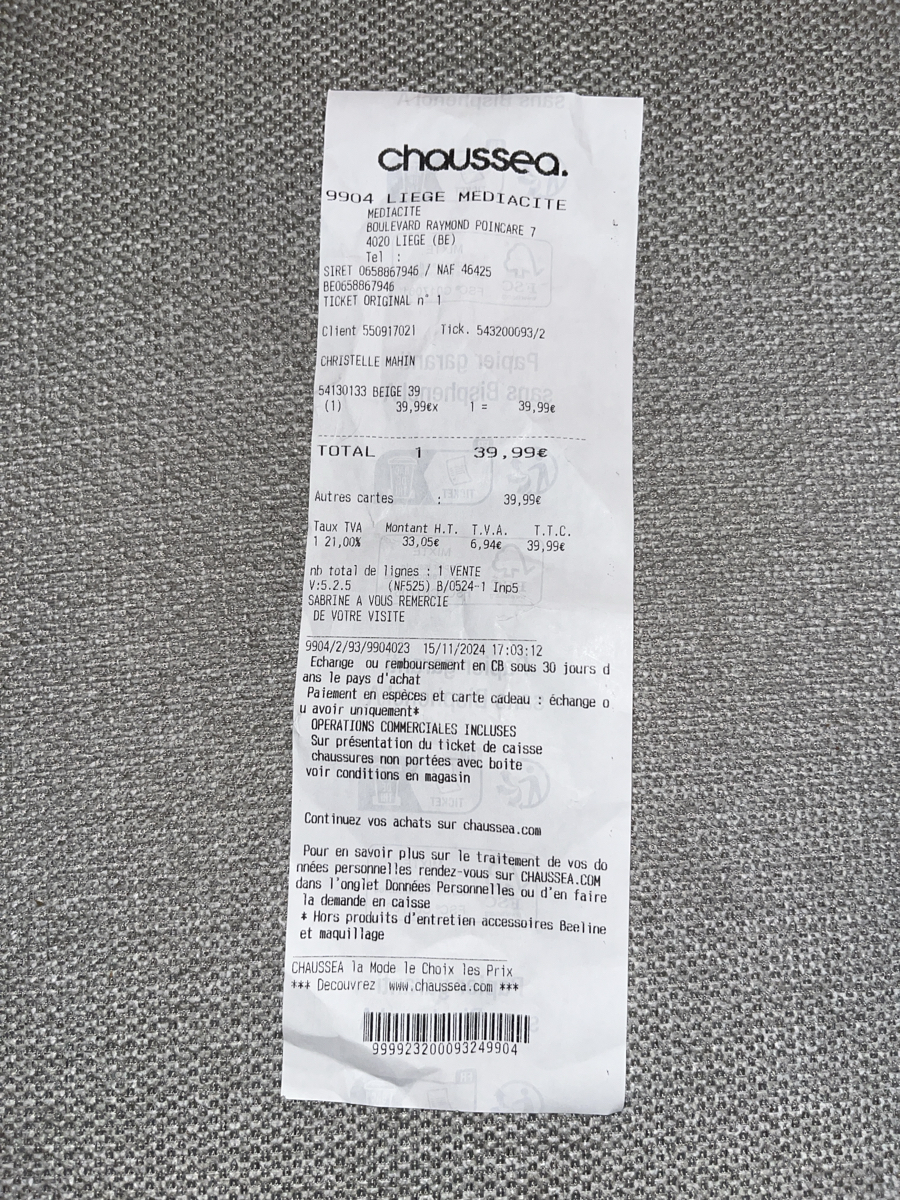 chaussea.
9904 LIEGE MEDIACITE
MEDIACITE
BOULEVARD RAYMOND POINCARE 7
4020 LIEGE (BE)
Tel :
SIRET 0658867946 / NAF 46425
BE0658867946
TICKET ORIGINAL n° 1
Client 550917021 Tick. 543200093/2
CHRISTELLE MAHIN
54130133 BEIGE 39
(1) 39,99€x 1 = 39,99€
TOTAL 1 39,99€
Autres cartes : 39,99€
Taux TVA Montant H.T. T.V.A. T.T.C.
1 21,00% 33,05€ 6,94€ 39,99€
nb total de lignes : 1 VENTE
V:5.2.5 (NF525) B/0524-1 Inp5
SABRINE A VOUS REMERCIE
DE VOTRE VISITE
9904/2/93/9904023 15/11/2024 17:03:12
Echange ou remboursement en CB sous 30 jours d
ans le pays d'achat
Paiement en espèces et carte cadeau : échange o
u avoir uniquement*
OPERATIONS COMMERCIALES INCLUSES
Sur présentation du ticket de caisse
chaussures non portées avec boite
voir conditions en magasin
Continuez vos achats sur chaussea.com
Pour en savoir plus sur le traitement de vos do
nnées personnelles rendez-vous sur CHAUSSEA.COM
dans l'onglet Données Personnelles ou d'en faire
la demande en caisse
* Hors produits d'entretien accessoires Beeline
et maquillage
CHAUSSEA la Mode le Choix les Prix
*** Decouvrez www.chaussea.com ***
999923200093249904